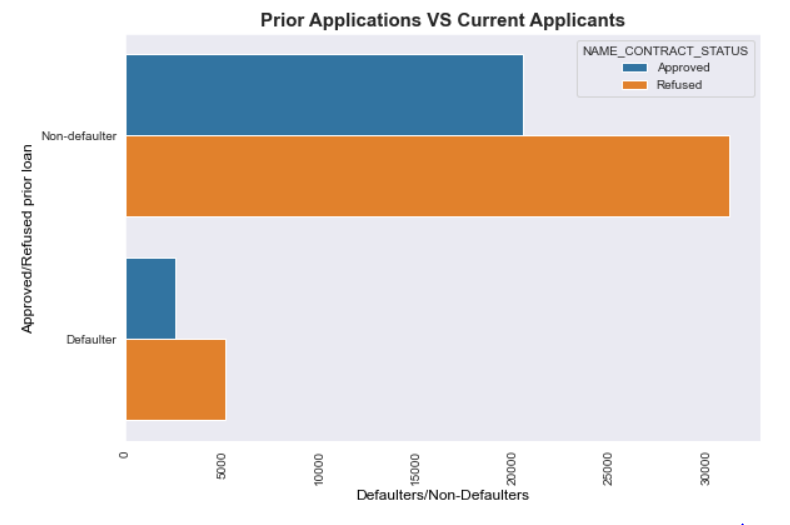 Prior Applications VS Current Applicants
NAME_CONTRACT_STATUS
Approved
Refused
Approved/Refused prior loan
Non-defaulter
Defaulter
0
5000
10000
15000
20000
25000
30000
Defaulters/Non-Defaulters